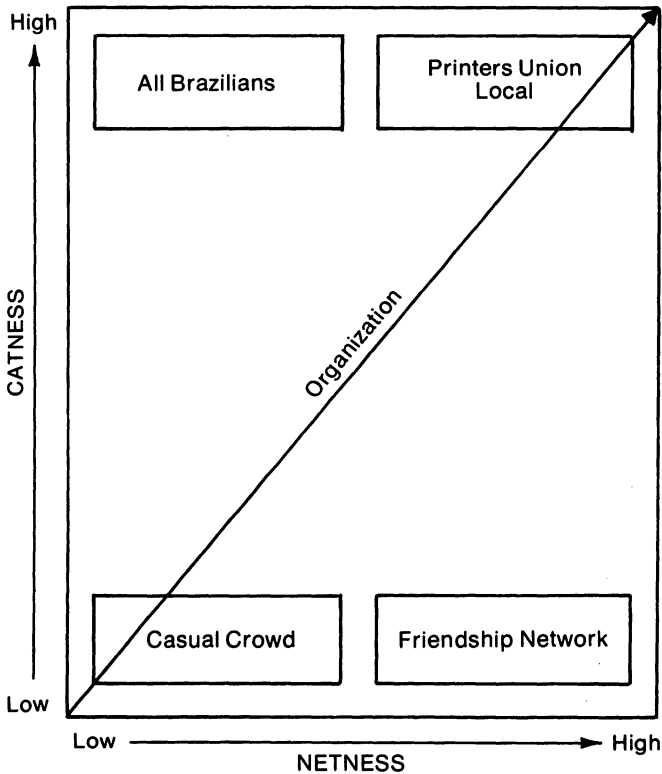 High
All Brazilians
Printers Union
Local
CATNESS
Organization
Casual Crowd
Friendship Network
Low
Low
High
NETNESS